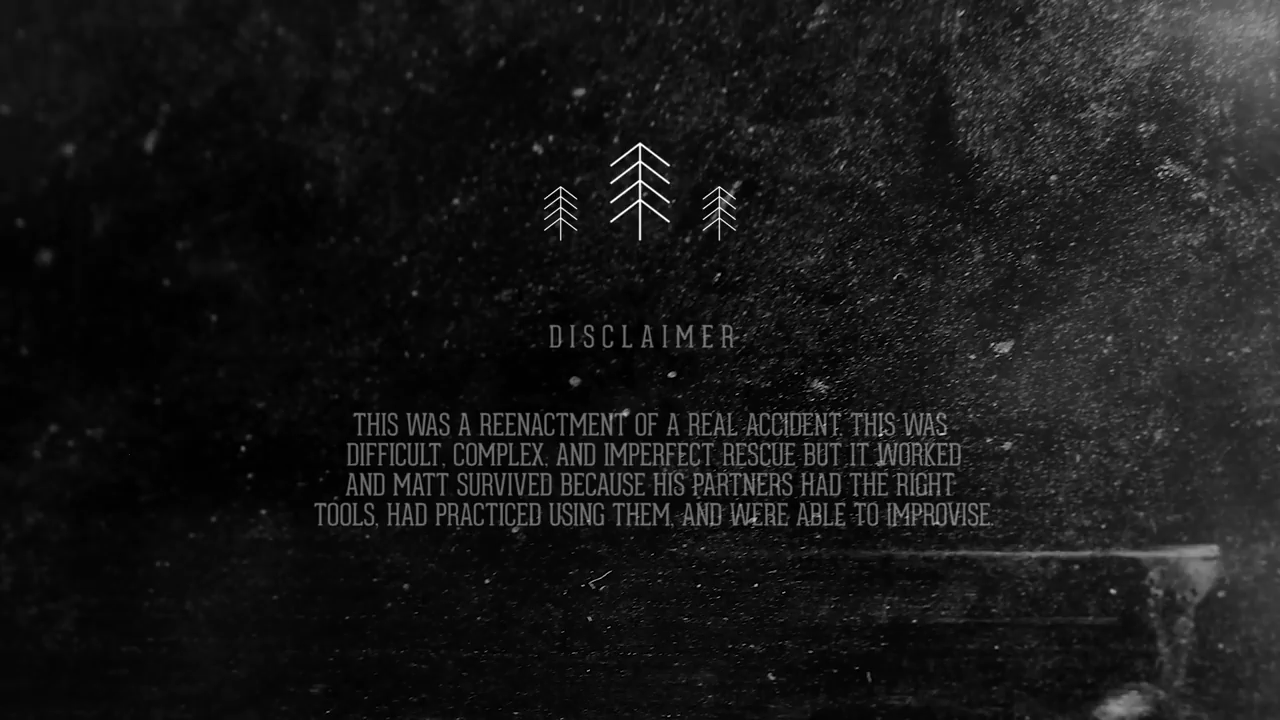 DISCLAIMER
THIS WAS A REENACTMENT OF A REAL ACCIDENT. THIS WAS
DIFFICULT, COMPLEX, AND IMPERFECT RESCUE BUT IT WORKED
AND MATT SURVIVED BECAUSE HIS PARTNERS HAD THE RIGHT
TOOLS, HAD PRACTICED USING THEM, AND WERE ABLE TO IMPROVISE.